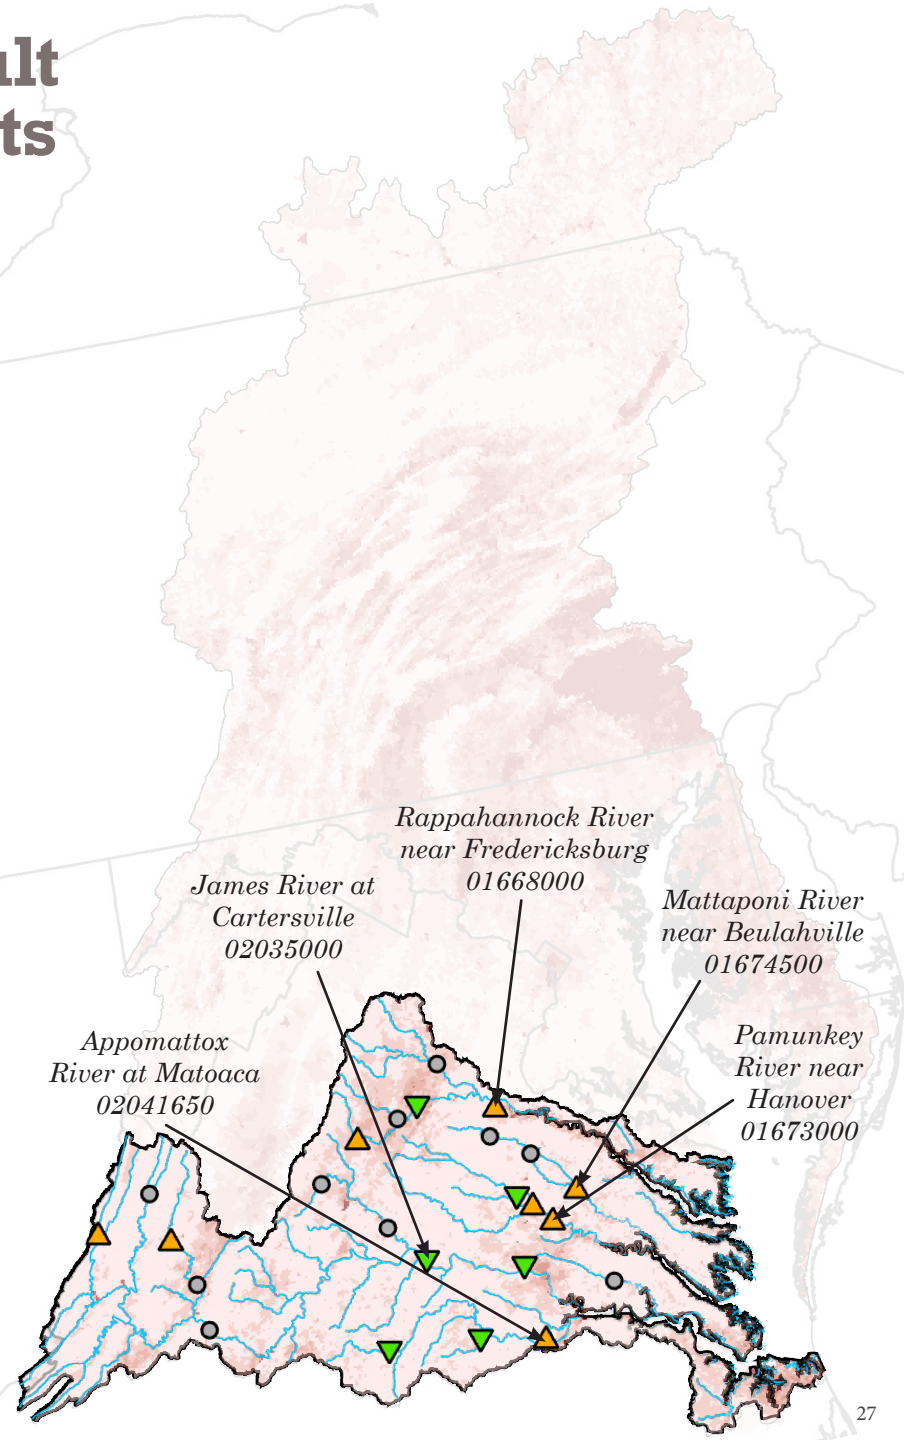 ult
ts
Rappahannock River
near Fredericksburg
01668000
James River at
Cartersville
02035000
Mattaponi River
near Beulahville
01674500
Pamunkey
River near
Hanover
01673000
Appomattox
River at Matoaca
02041650
27